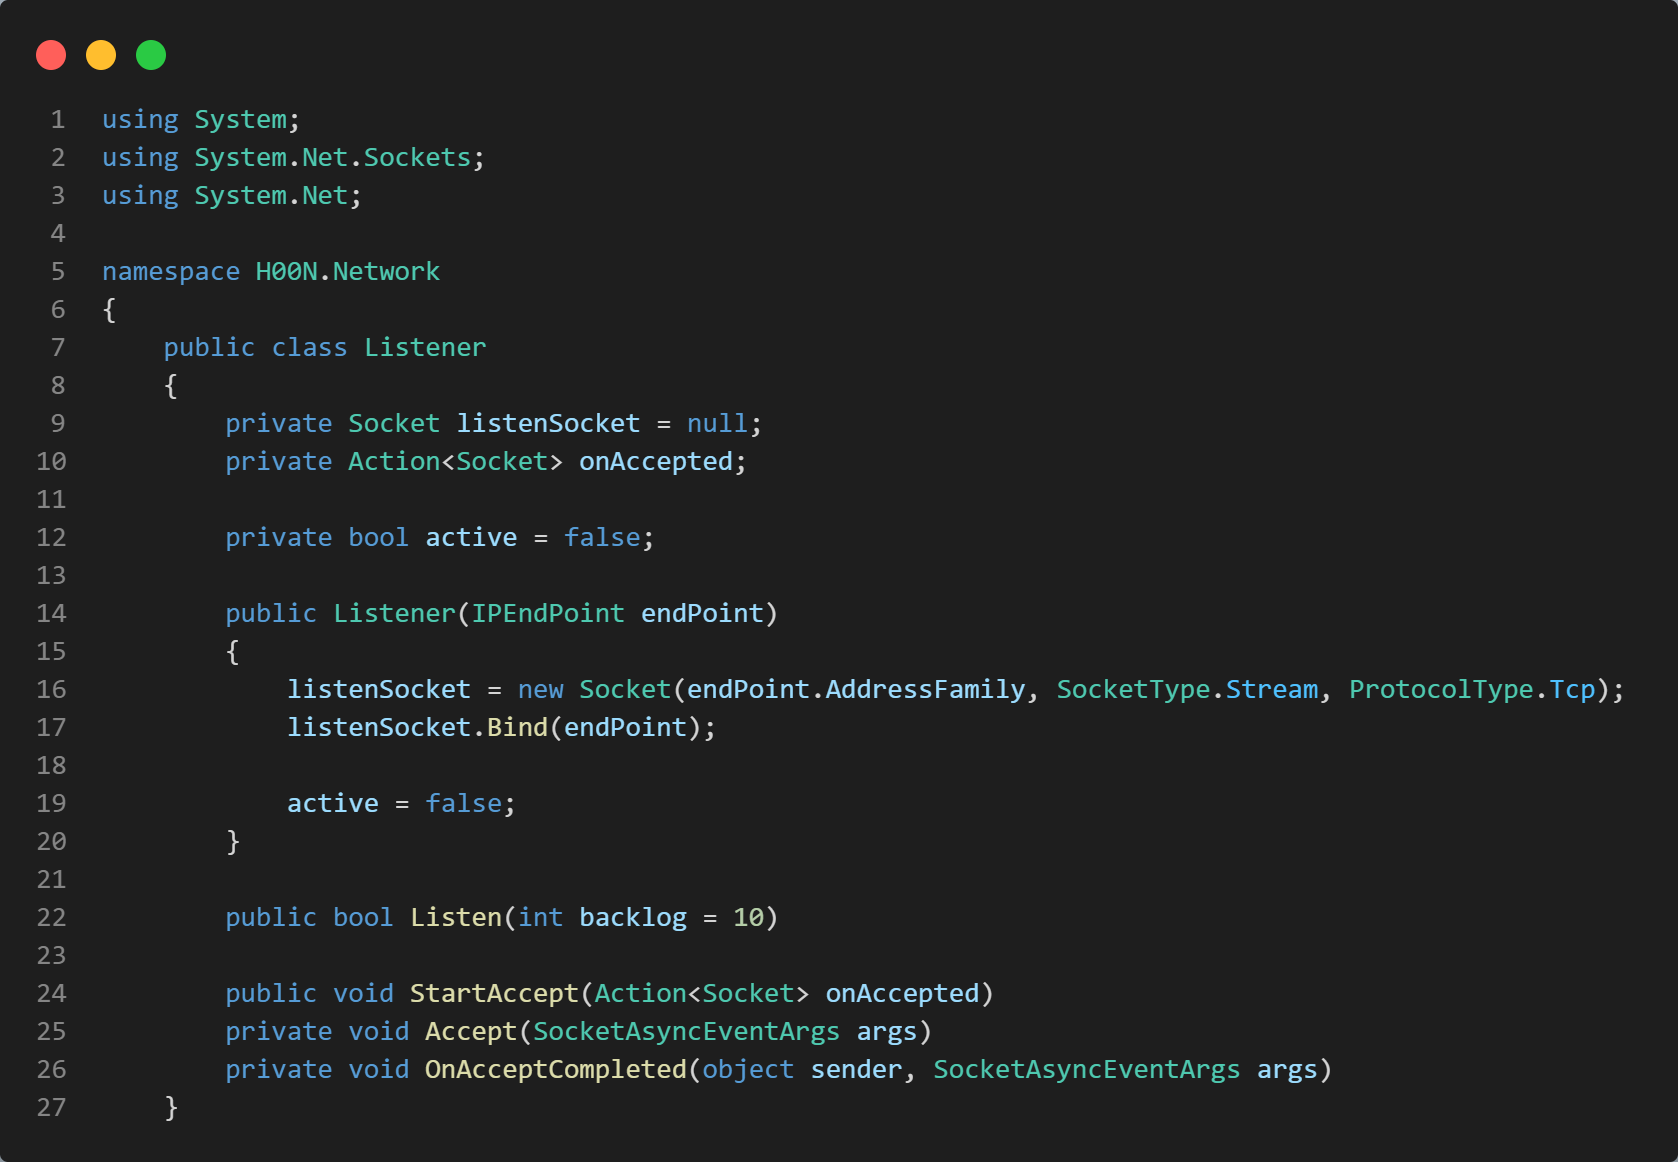 1 using System;
2 using System.Net.Sockets;
3 using System.Net;
4
5 namespace H00N.Network
6 {
7     public class Listener
8     {
9         private Socket listenSocket = null;
10         private Action<Socket> onAccepted;
11
12         private bool active = false;
13
14         public Listener(IPEndPoint endPoint)
15         {
16             listenSocket = new Socket(endPoint.AddressFamily, SocketType.Stream, ProtocolType.Tcp);
17             listenSocket.Bind(endPoint);
18
19             active = false;
20         }
21
22         public bool Listen(int backlog = 10)
23
24         public void StartAccept(Action<Socket> onAccepted)
25         private void Accept(SocketAsyncEventArgs args)
26         private void OnAcceptCompleted(object sender, SocketAsyncEventArgs args)
27     }